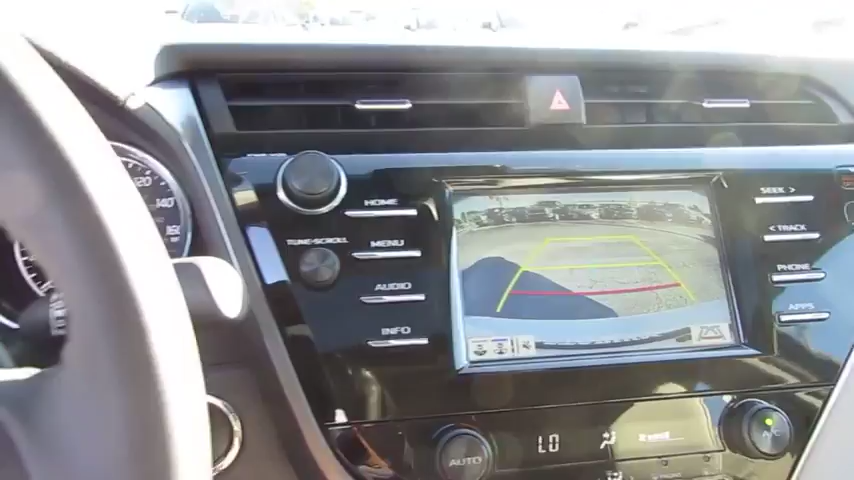 120
140
160
HOME
TUNE•SCROLL
MENU
AUDIO
INFO
SEEK >
< TRACK
PHONE
APPS
AUTO
LO
A/C